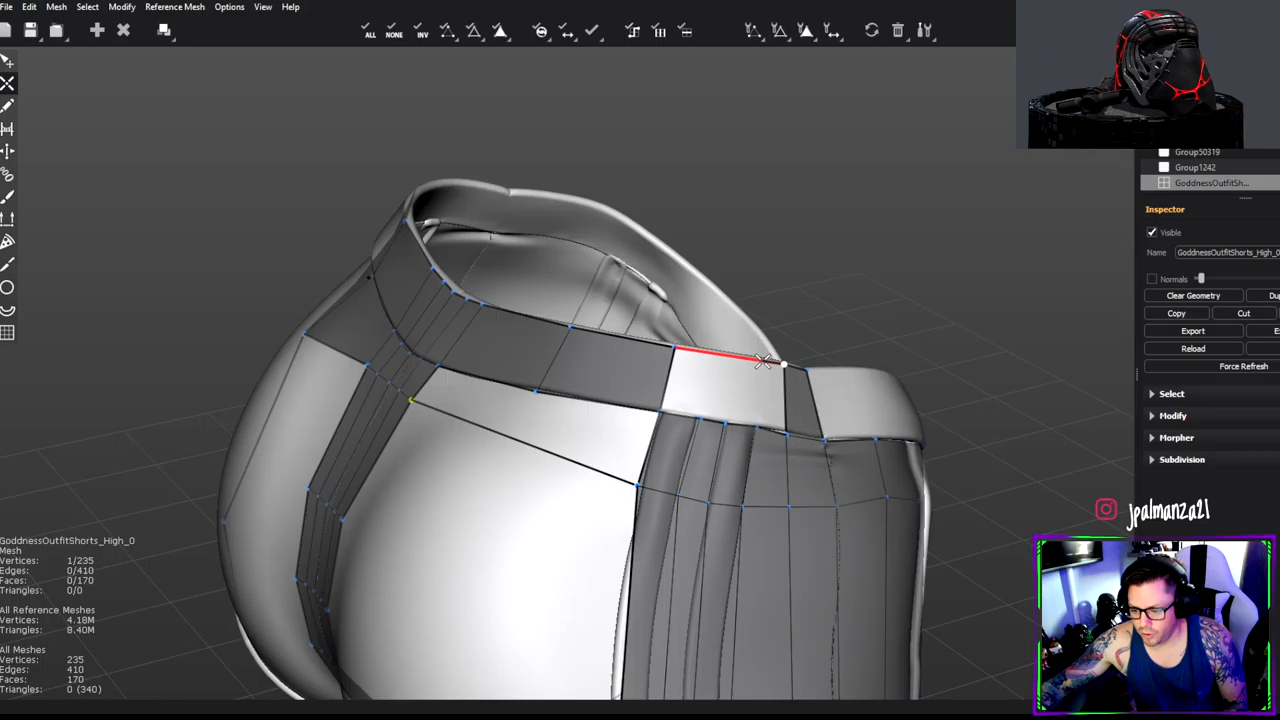 File Edit Mesh Select Modify Reference Mesh Options View Help
ALL NONE INV
Group50319
Group1242
GoddnessOutfitSh...
Inspector
Visible
Name GoddnessOutfitShorts_High_0
Normals
Clear Geometry Du
Copy Cut
Export E
Reload
Force Refresh
Select
Modify
Morpher
Subdivision
jpalmanza21
GoddnessOutfitShorts_High_0
Mesh
Vertices: 1/235
Edges: 0/410
Faces: 0/170
Triangles: 0/0
All Reference Meshes
Vertices: 4.18M
Triangles: 8.40M
All Meshes
Vertices: 235
Edges: 410
Faces: 170
Triangles: 0 (340)